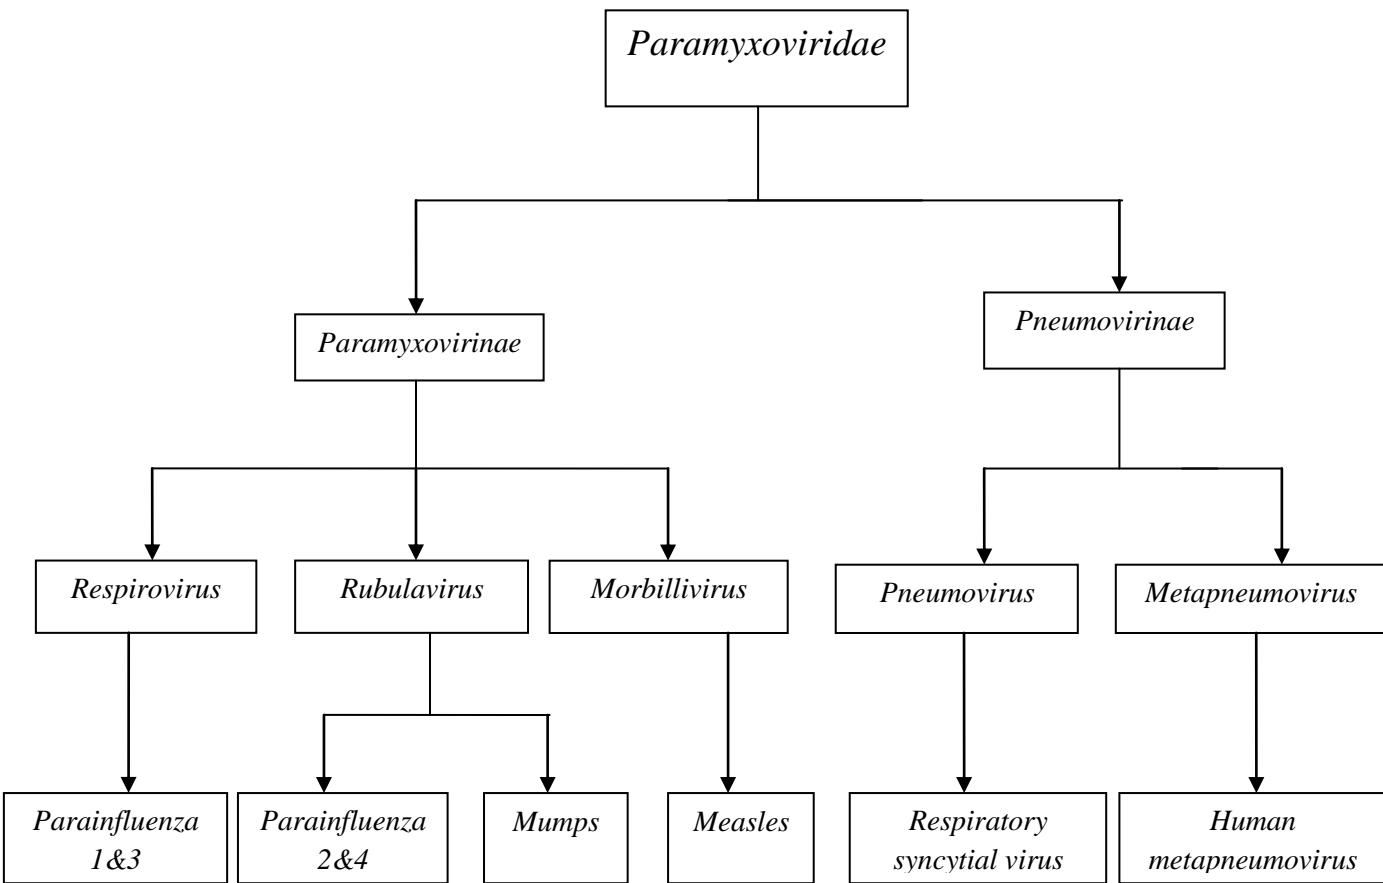 Paramyxoviridae
Pneumovirinae
Paramyxovirinae
Respirovirus
Rubulavirus
Morbillivirus
Pneumovirus
Metapneumovirus
Parainfluenza
1&3
Parainfluenza
2&4
Mumps
Measles
Respiratory
syncytial virus
Human
metapneumovirus